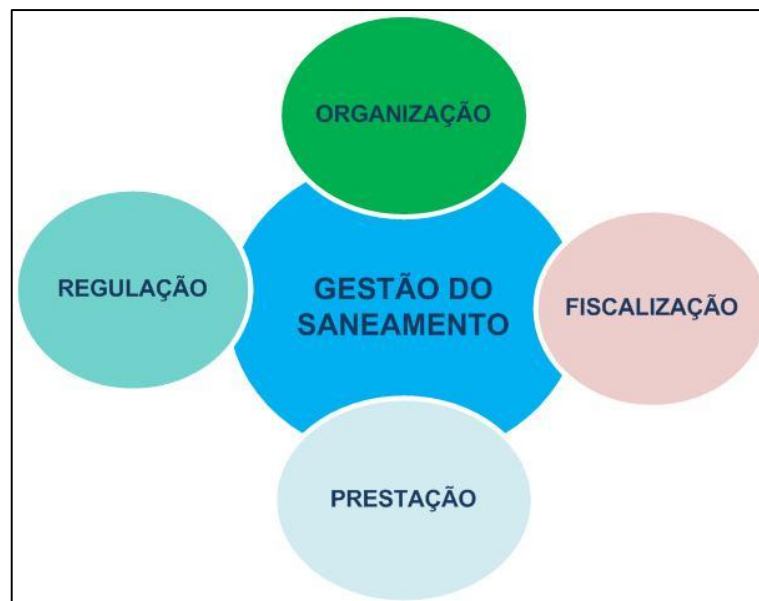 ORGANIZAÇÃO
REGULAÇÃO
GESTÃO DO
SANEAMENTO
FISCALIZAÇÃO
PRESTAÇÃO